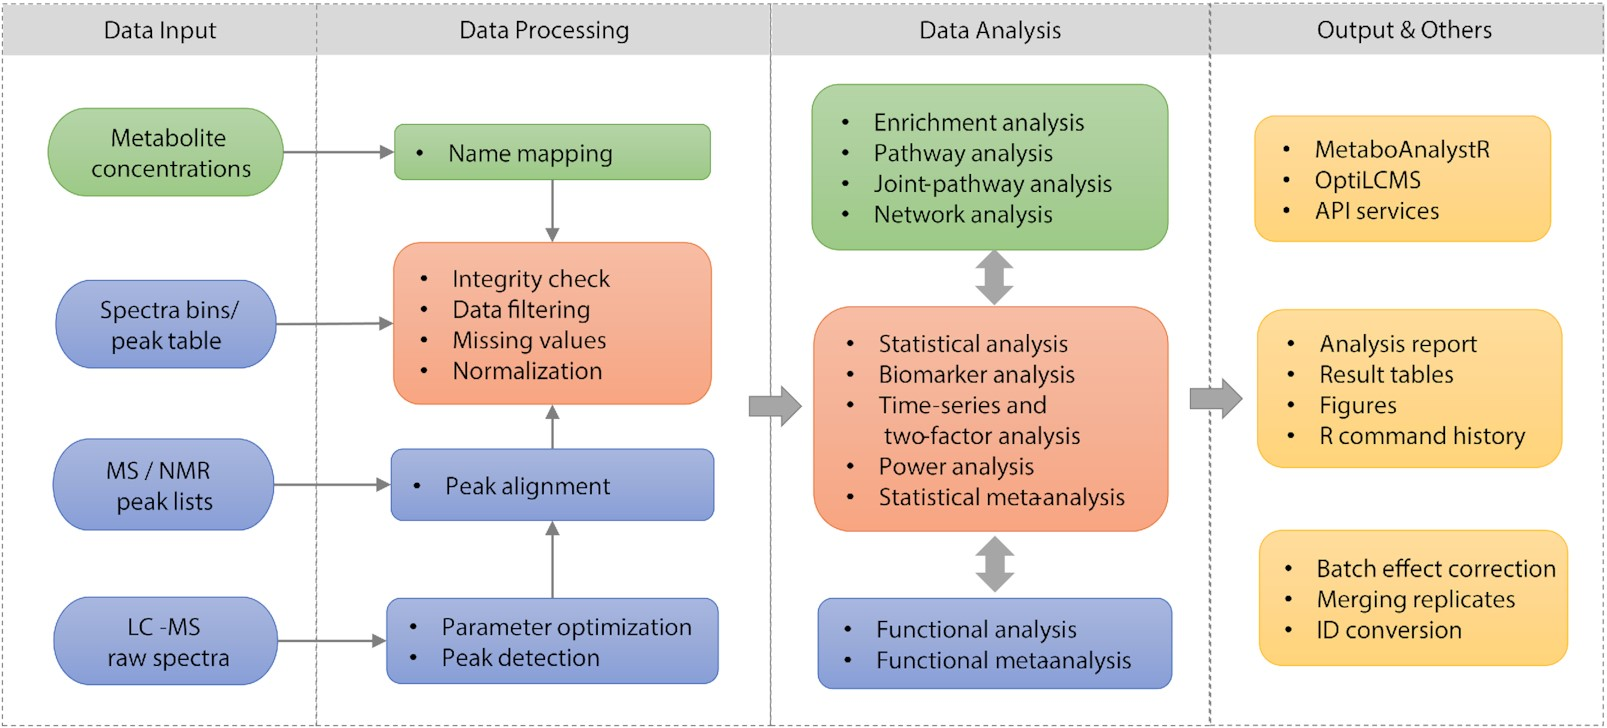 Data Input
Data Processing
Data Analysis
Output & Others
Metabolite
concentrations
Spectra bins/
peak table
MS / NMR
peak lists
LC -MS
raw spectra
• Name mapping
• Integrity check
• Data filtering
• Missing values
• Normalization
• Peak alignment
• Parameter optimization
• Peak detection
• Enrichment analysis
• Pathway analysis
• Joint-pathway analysis
• Network analysis
• Statistical analysis
• Biomarker analysis
• Time-series and
two-factor analysis
• Power analysis
• Statistical meta-analysis
• Functional analysis
• Functional metaanalysis
• MetaboAnalystR
• OptiLCMS
• API services
• Analysis report
• Result tables
• Figures
• R command history
• Batch effect correction
• Merging replicates
• ID conversion